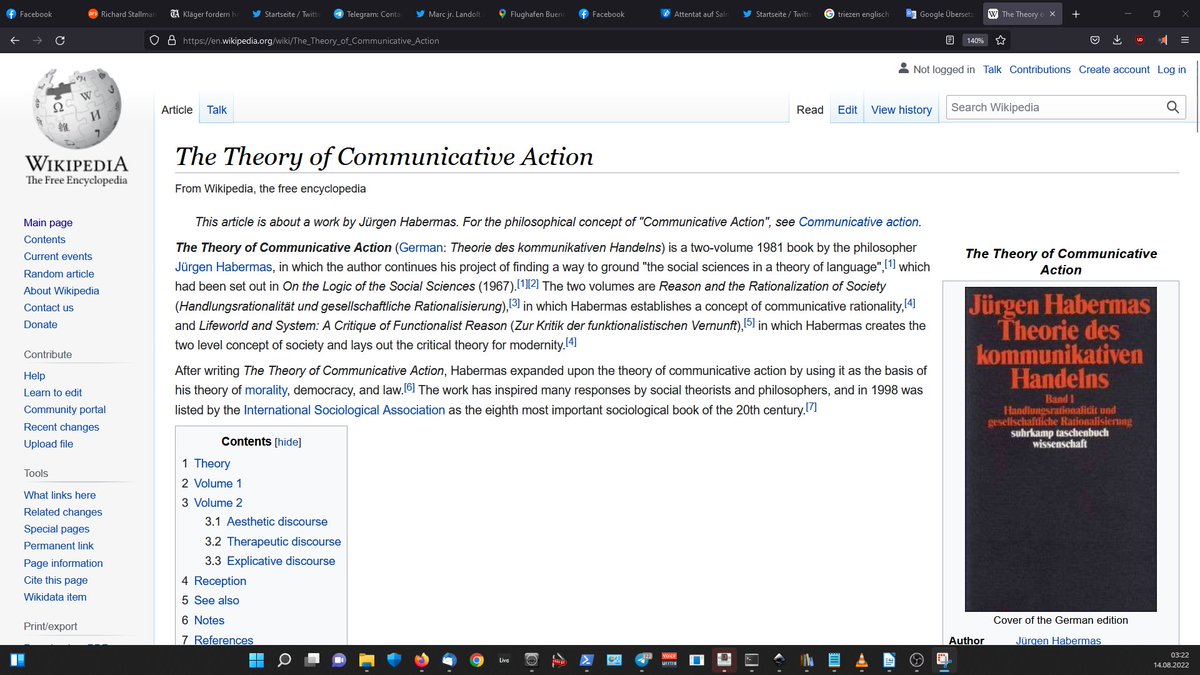 Facebook
Richard Stallman
Kläger fordern h
Startseite / Twitt
Telegram: Conta
Marc jr. Landolt
Flughafen Buen
Facebook
Attentat auf Sal
Startseite / Twitt
triezen englisch
Google Überset
The Theory o
https://en.wikipedia.org/wiki/The_Theory_of_Communicative_Action
140%
Not logged in Talk Contributions Create account Log in
Article Talk
Read Edit View history
Search Wikipedia
WIKIPEDIA
The Free Encyclopedia
Main page
Contents
Current events
Random article
About Wikipedia
Contact us
Donate
Contribute
Help
Learn to edit
Community portal
Recent changes
Upload file
Tools
What links here
Related changes
Special pages
Permanent link
Page information
Cite this page
Wikidata item
Print/export
The Theory of Communicative Action
From Wikipedia, the free encyclopedia
This article is about a work by Jürgen Habermas. For the philosophical concept of "Communicative Action", see Communicative action.
The Theory of Communicative Action (German: Theorie des kommunikativen Handelns) is a two-volume 1981 book by the philosopher
Jürgen Habermas, in which the author continues his project of finding a way to ground "the social sciences in a theory of language",[1] which
had been set out in On the Logic of the Social Sciences (1967).[1][2] The two volumes are Reason and the Rationalization of Society
(Handlungsrationalität und gesellschaftliche Rationalisierung),[3] in which Habermas establishes a concept of communicative rationality,[4]
and Lifeworld and System: A Critique of Functionalist Reason (Zur Kritik der funktionalistischen Vernunft),[5] in which Habermas creates the
two level concept of society and lays out the critical theory for modernity.[4]
After writing The Theory of Communicative Action, Habermas expanded upon the theory of communicative action by using it as the basis of
his theory of morality, democracy, and law.[6] The work has inspired many responses by social theorists and philosophers, and in 1998 was
listed by the International Sociological Association as the eighth most important sociological book of the 20th century.[7]
Contents [hide]
1 Theory
2 Volume 1
3 Volume 2
3.1 Aesthetic discourse
3.2 Therapeutic discourse
3.3 Explicative discourse
4 Reception
5 See also
6 Notes
7 References
The Theory of Communicative
Action
Jürgen Habermas
Theorie des
kommunikativen
Handelns
Band 1
Handlungsrationalität und
gesellschaftliche Rationalisierung
suhrkamp taschenbuch
wissenschaft
Cover of the German edition
Author Jürgen Habermas
Live
03:22
14.08.2022